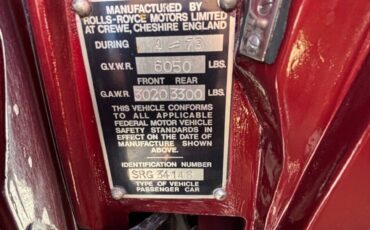 MANUFACTURED BY
ROLLS-ROYCE MOTORS LIMITED
AT CREWE, CHESHIRE ENGLAND
DURING - 73
G.V.W.R. 6050 LBS.
FRONT REAR
G.A.W.R. 3020 3300 LBS.
THIS VEHICLE CONFORMS
TO ALL APPLICABLE
FEDERAL MOTOR VEHICLE
SAFETY STANDARDS IN
EFFECT ON THE DATE OF
MANUFACTURE SHOWN
ABOVE.
IDENTIFICATION NUMBER
TYPE OF VEHICLE
PASSENGER CAR